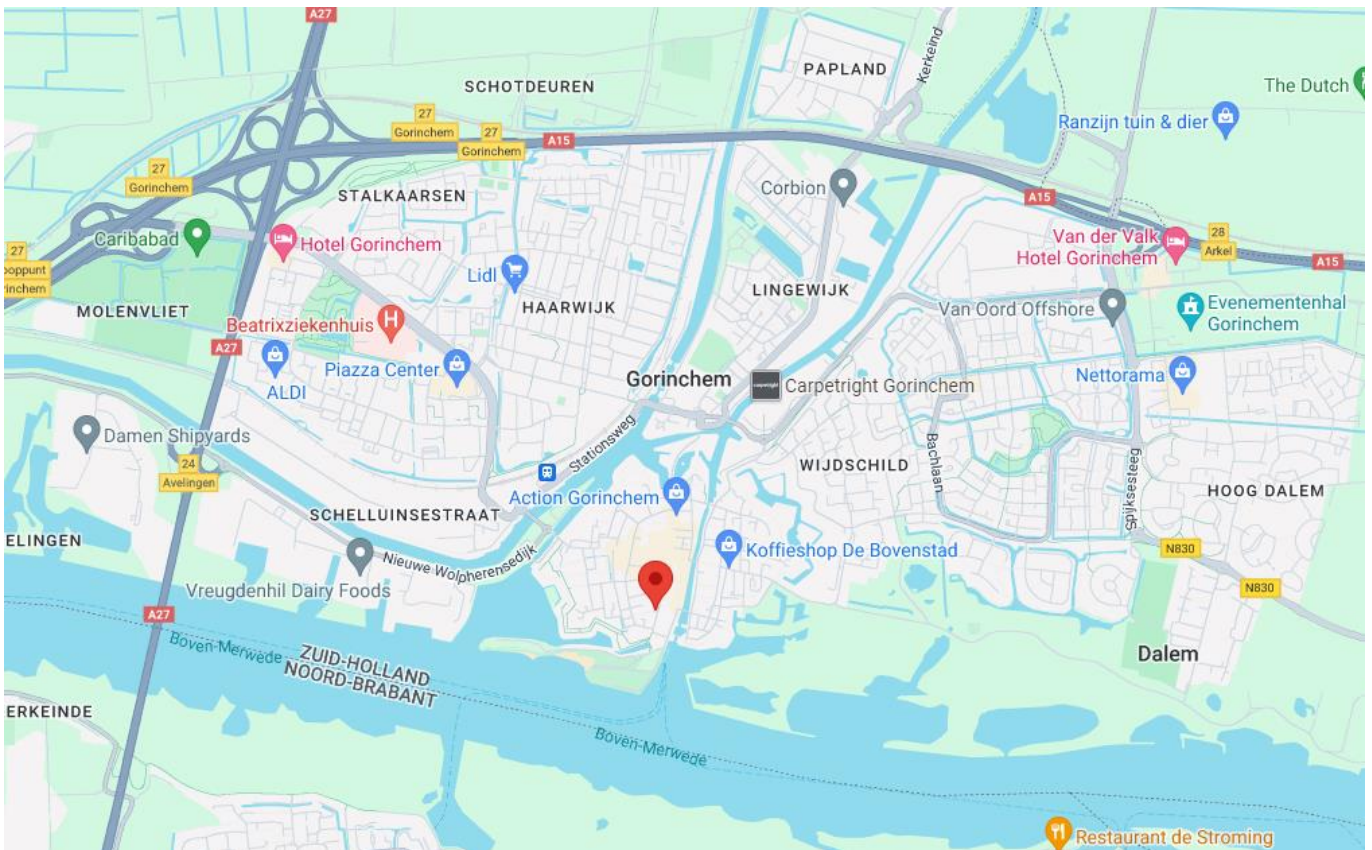 A27
Kerkeind
PAPLAND
SCHOTDEUREN
The Dutch
27
Gorinchem
27
Gorinchem
A15
Ranzijn tuin & dier
27
Gorinchem
STALKAARSEN
Corbion
A15
Caribabad
Hotel Gorinchem
Van der Valk
Hotel Gorinchem
28
Arkel
A15
27
ooppunt
rinchem
Lidl
LINGEWIJK
HAARWIJK
MOLENVLIET
Van Oord Offshore
Evenementenhal
Gorinchem
Beatrixziekenhuis
A27
Piazza Center
ALDI
Gorinchem
carpetright
Carpetright Gorinchem
Nettorama
Damen Shipyards
Stationsweg
Bachlaan
24
Avelingen
WIJDSCHILD
Spijksesteeg
HOOG DALEM
Action Gorinchem
SCHELLUINSESTRAAT
ELINGEN
Nieuwe Wolpherensedijk
Koffieshop De Bovenstad
N830
Vreugdenhil Dairy Foods
N830
A27
Boven-Merwede
ZUID-HOLLAND
NOORD-BRABANT
Dalem
ERKEINDE
Boven-Merwede
Restaurant de Stroming